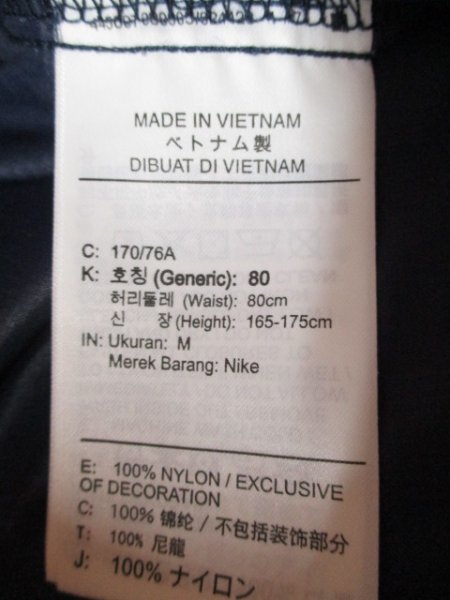 MADE IN VIETNAM
ベトナム製
DIBUAT DI VIETNAM
C: 170/76A
K: 호칭 (Generic): 80
허리둘레 (Waist): 80cm
신 장 (Height): 165-175cm
IN: Ukuran: M
Merek Barang: Nike
E: 100% NYLON / EXCLUSIVE
OF DECORATION
C: 100% 锦纶 / 不包括装饰部分
T: 100% 尼龍
J: 100% ナイロン